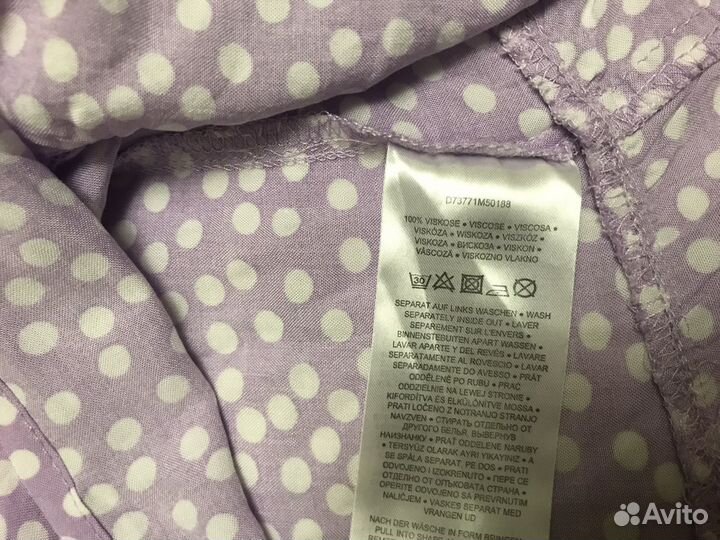 D73771M50188
100% VISKOSE • VISCOSE • VISCOSA •
VISKÓZA • WISKOZA • VISZKÓZ •
VISKOZA • ВИСКОЗА • VISKON •
VÂSCOZĂ • VISKOZNO VLAKNO
30
SEPARAT AUF LINKS WASCHEN • WASH
SEPARATELY INSIDE OUT • LAVER
SEPAREMENT SUR L'ENVERS •
BINNENSTEBUITEN APART WASSEN •
LAVAR APARTE Y DEL REVÉS • LAVARE
SEPARATAMENTE AL ROVESCIO • LAVAR
SEPARADAMENTE DO AVESSO • PRÁT
ODDĚLENĚ PO RUBU • PRAĆ
ODDZIELNIE NA LEWEJ STRONIE •
KIFORDÍTVA ÉS ELKÜLÖNÍTVE MOSSA •
PRATI LOČENO Z NOTRANJO STRANJO
NAVZVEN • СТИРАТЬ ОТДЕЛЬНО ОТ
ДРУГОГО БЕЛЬЯ, ВЫВЕРНУВ
НАИЗНАНКУ • PRAŤ ODDELENE NARUBY
• TERSYÜZ OLARAK AYRI YIKAYINIZ • A
SE SPĂLA SEPARAT, PE DOS • PRATI
ODVOJENO I IZOKRENUTO • ПЕРЕТЕ
ОТДЕЛНО ОТ ОПЪКОВАТА СТРАНА •
OPERITE ODVOJENO SA PREVRNUTIM
NALIČJEM • VASKES SEPARAT MED
VRANGEN UD
NACH DER WÄSCHE IN FORM BRINGEN
PULL INTO SHAPE
Avito